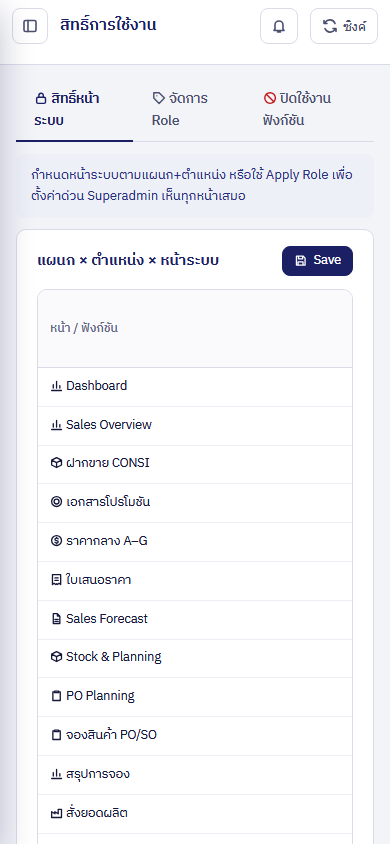 สิทธิ์การใช้งาน
ซิงค์
สิทธิ์หน้า
ระบบ
จัดการ
Role
ปิดใช้งาน
ฟังก์ชัน
กำหนดหน้าระบบตามแผนก+ตำแหน่ง หรือใช้ Apply Role เพื่อ
ตั้งค่าด่วน Superadmin เห็นทุกหน้าเสมอ
แผนก × ตำแหน่ง × หน้าระบบ
Save
หน้า / ฟังก์ชัน
Dashboard
Sales Overview
ฝากขาย CONSI
เอกสารโปรโมชัน
ราคากลาง A–G
ใบเสนอราคา
Sales Forecast
Stock & Planning
PO Planning
จองสินค้า PO/SO
สรุปการจอง
สั่งยอดผลิต